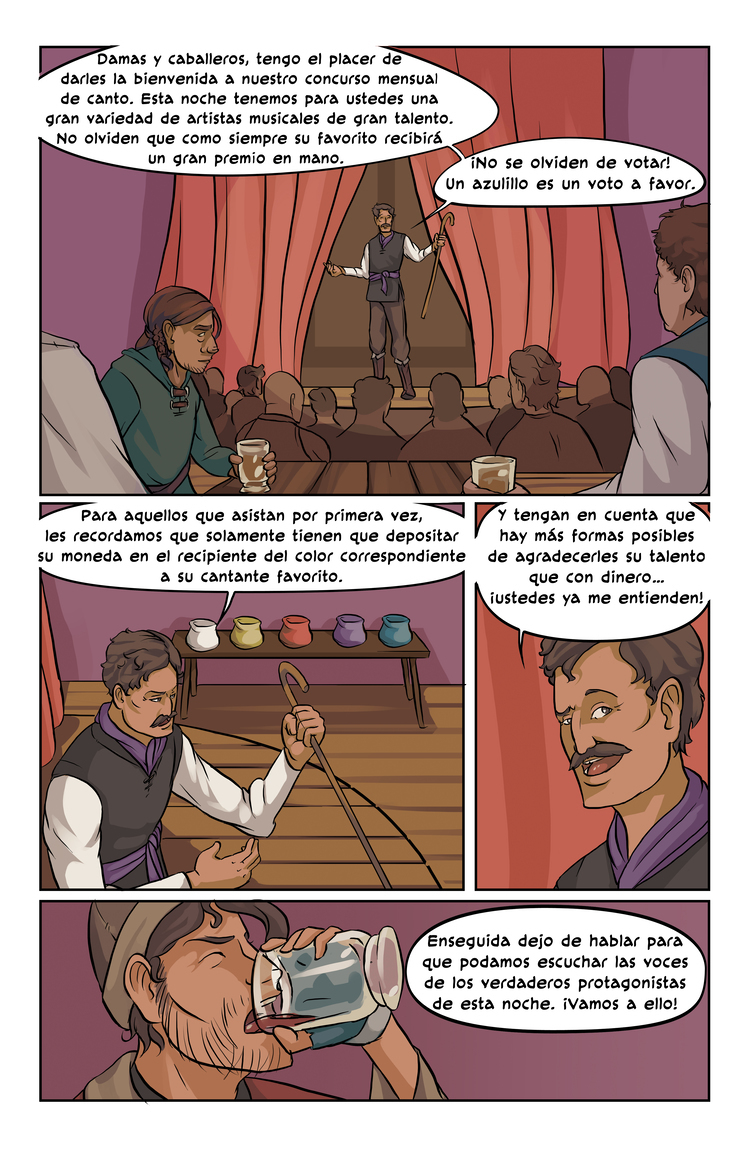 Damas y caballeros, tengo el placer de
darles la bienvenida a nuestro concurso mensual
de canto. Esta noche tenemos para ustedes una
gran variedad de artistas musicales de gran talento.
No olviden que como siempre su favorito recibirá
un gran premio en mano.
¡No se olviden de votar!
Un azulillo es un voto a favor.
Para aquellos que asistan por primera vez,
les recordamos que solamente tienen que depositar
su moneda en el recipiente del color correspondiente
a su cantante favorito.
Y tengan en cuenta que
hay más formas posibles
de agradecerles su talento
que con dinero...
¡ustedes ya me entienden!
Enseguida dejo de hablar para
que podamos escuchar las voces
de los verdaderos protagonistas
de esta noche. ¡Vamos a ello!